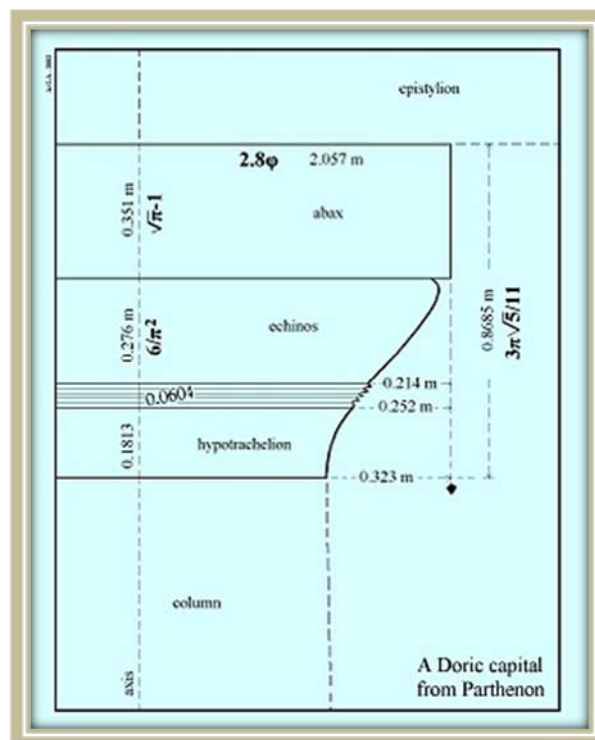 epistylion
2.8φ 2.057 m
0.351 m
√π-1
abax
0.8685 m
3π√5/11
0.276 m
6/π²
echinos
0.214 m
0.0604
0.252 m
0.1813
hypotrachelion
0.323 m
column
axis
A Doric capital
from Parthenon